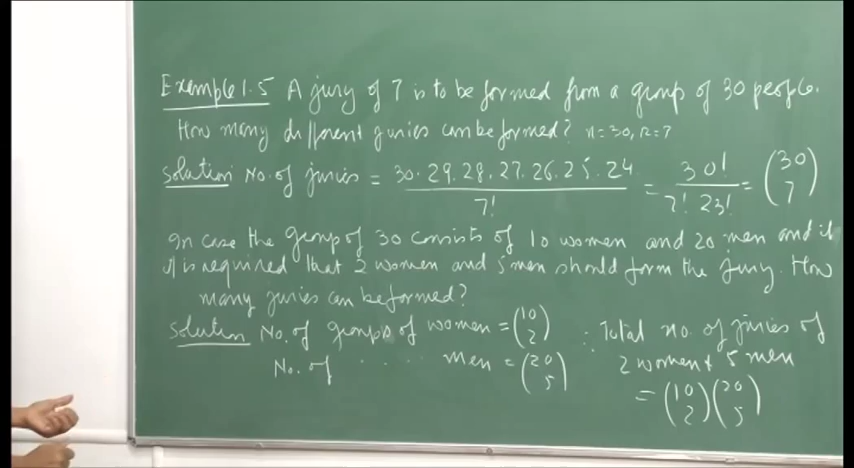 Example 1.5 A jury of 7 is to be formed from a group of 30 people.
How many different juries can be formed? n=30, r=7
Solution No. of juries = 30.29.28.27.26.25.24 / 7! = 30! / 7! 23! = (30 7)
In case the group of 30 consists of 10 women and 20 men and if
it is required that 2 women and 5 men should form the jury. How
many juries can be formed?
Solution No. of groups of women = (10 2) ∴ Total no. of juries of
No. of ..... men = (20 5) 2 women & 5 men
= (10 2)(20 5)